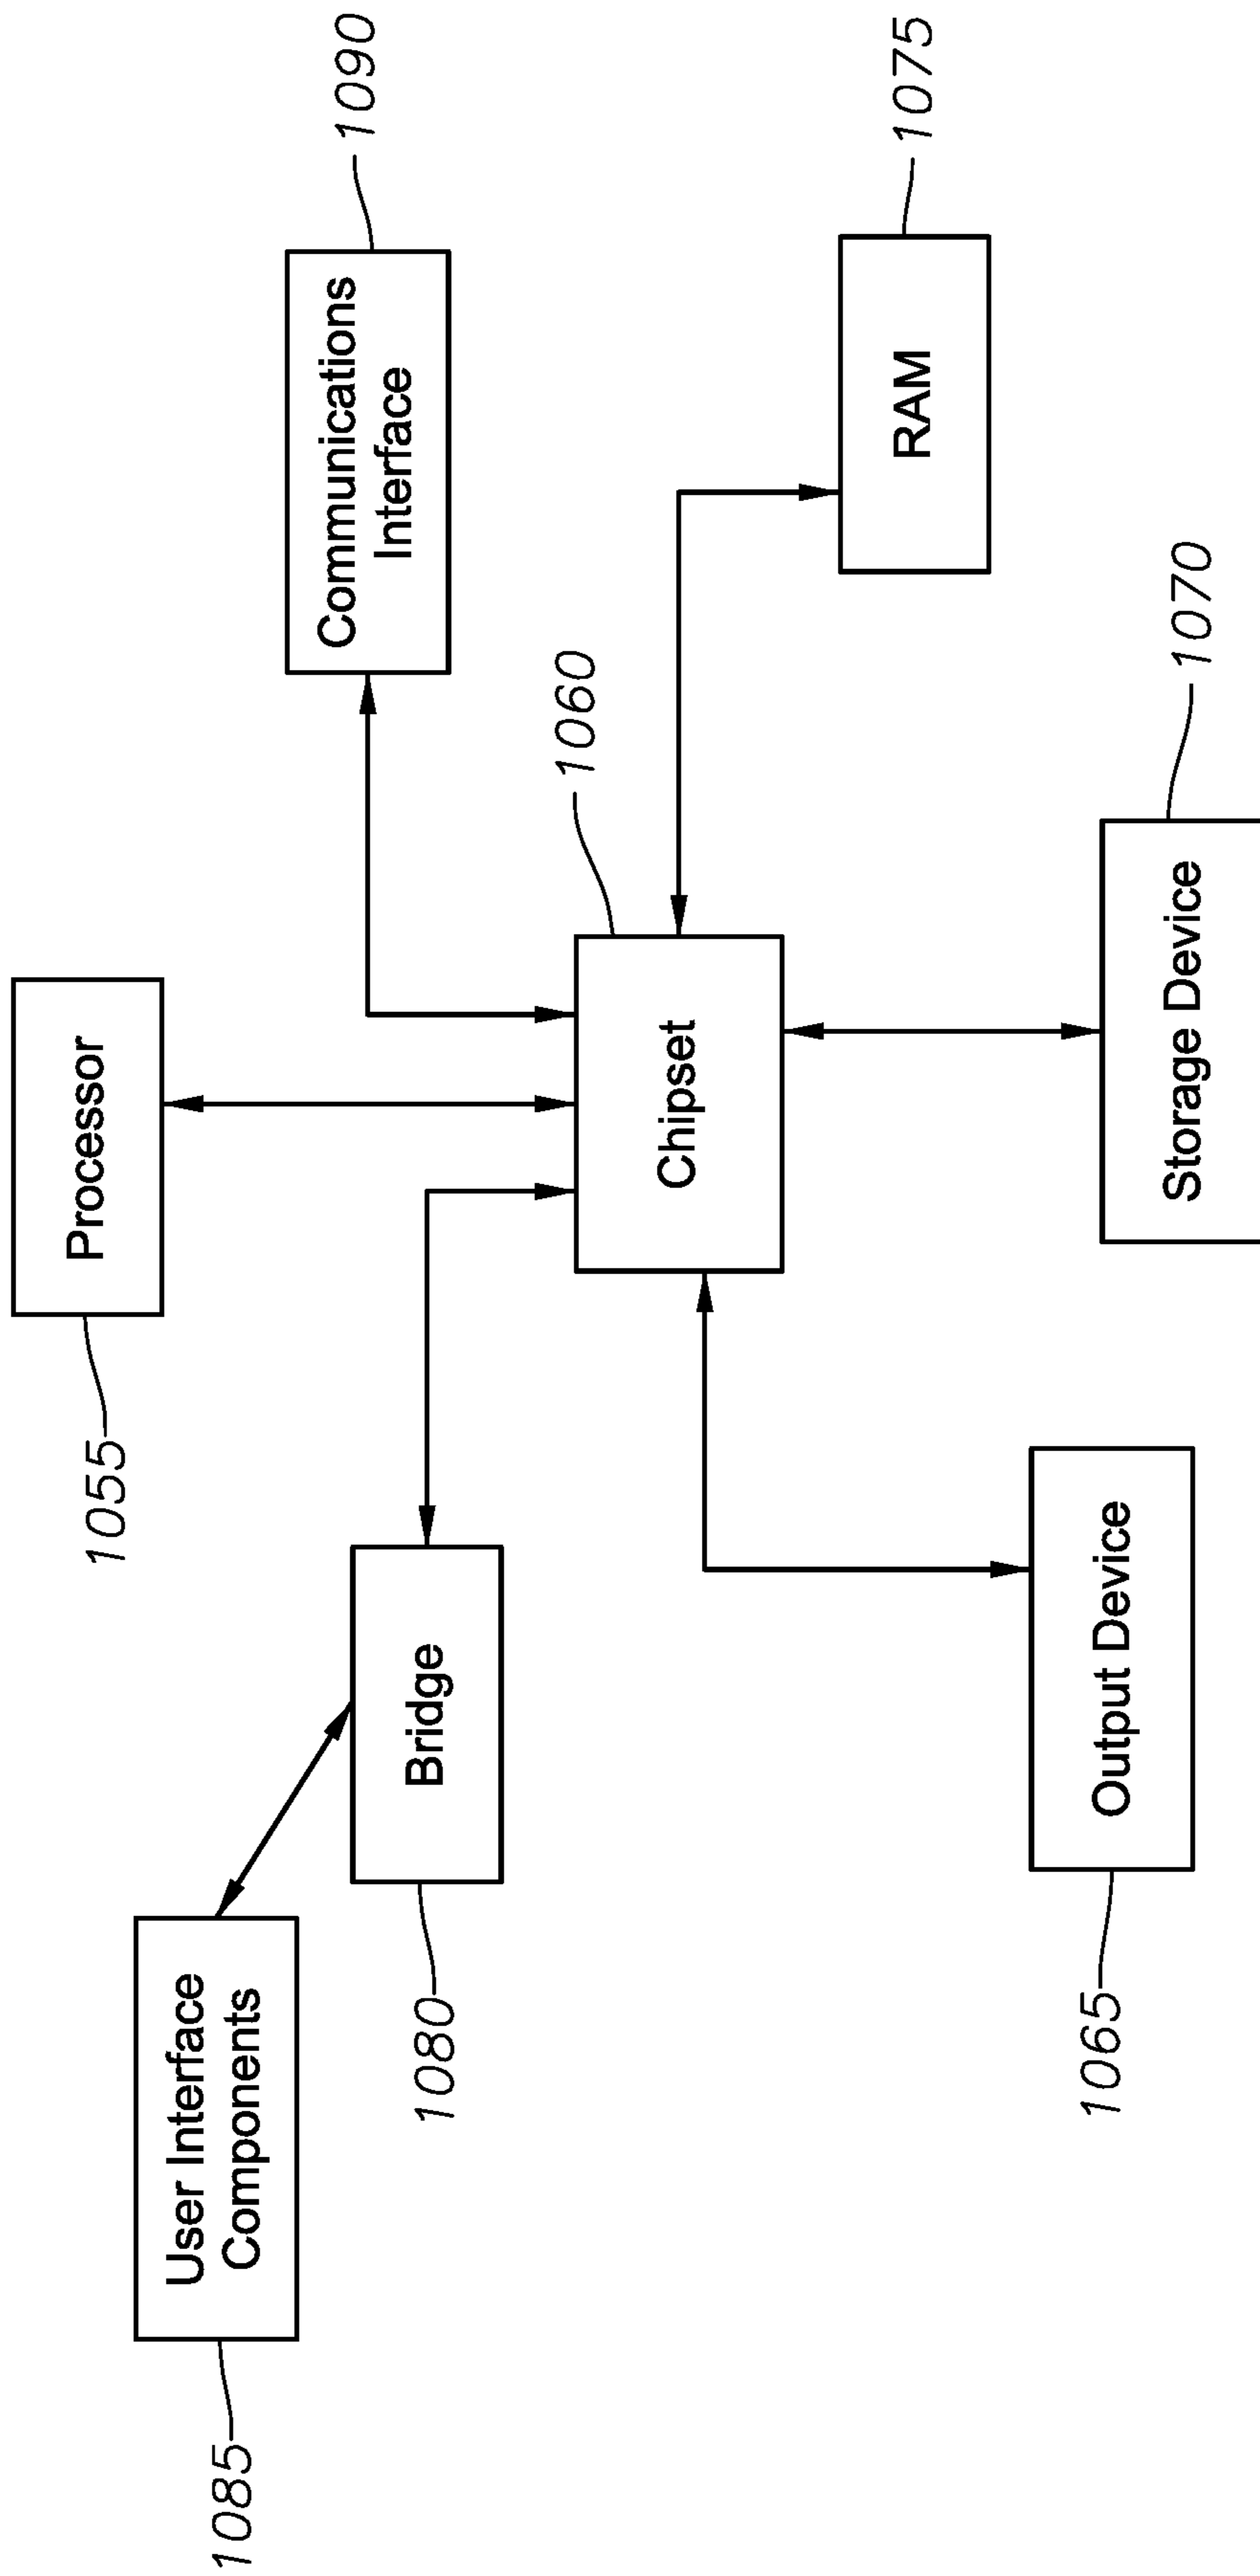 1055
Processor
1085
User Interface
Components
1090
Communications
Interface
1080
Bridge
1060
Chipset
1075
RAM
1065
Output Device
1070
Storage Device